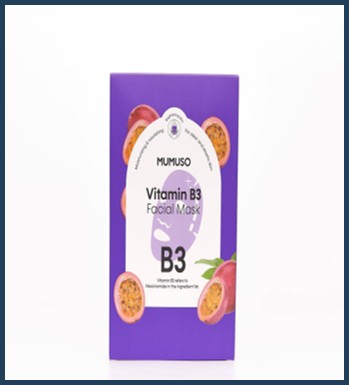 MUMUSO
Vitamin B3
Facial Mask
B3
Vitamin B3 refers to
Niacinamide in the ingredient list.